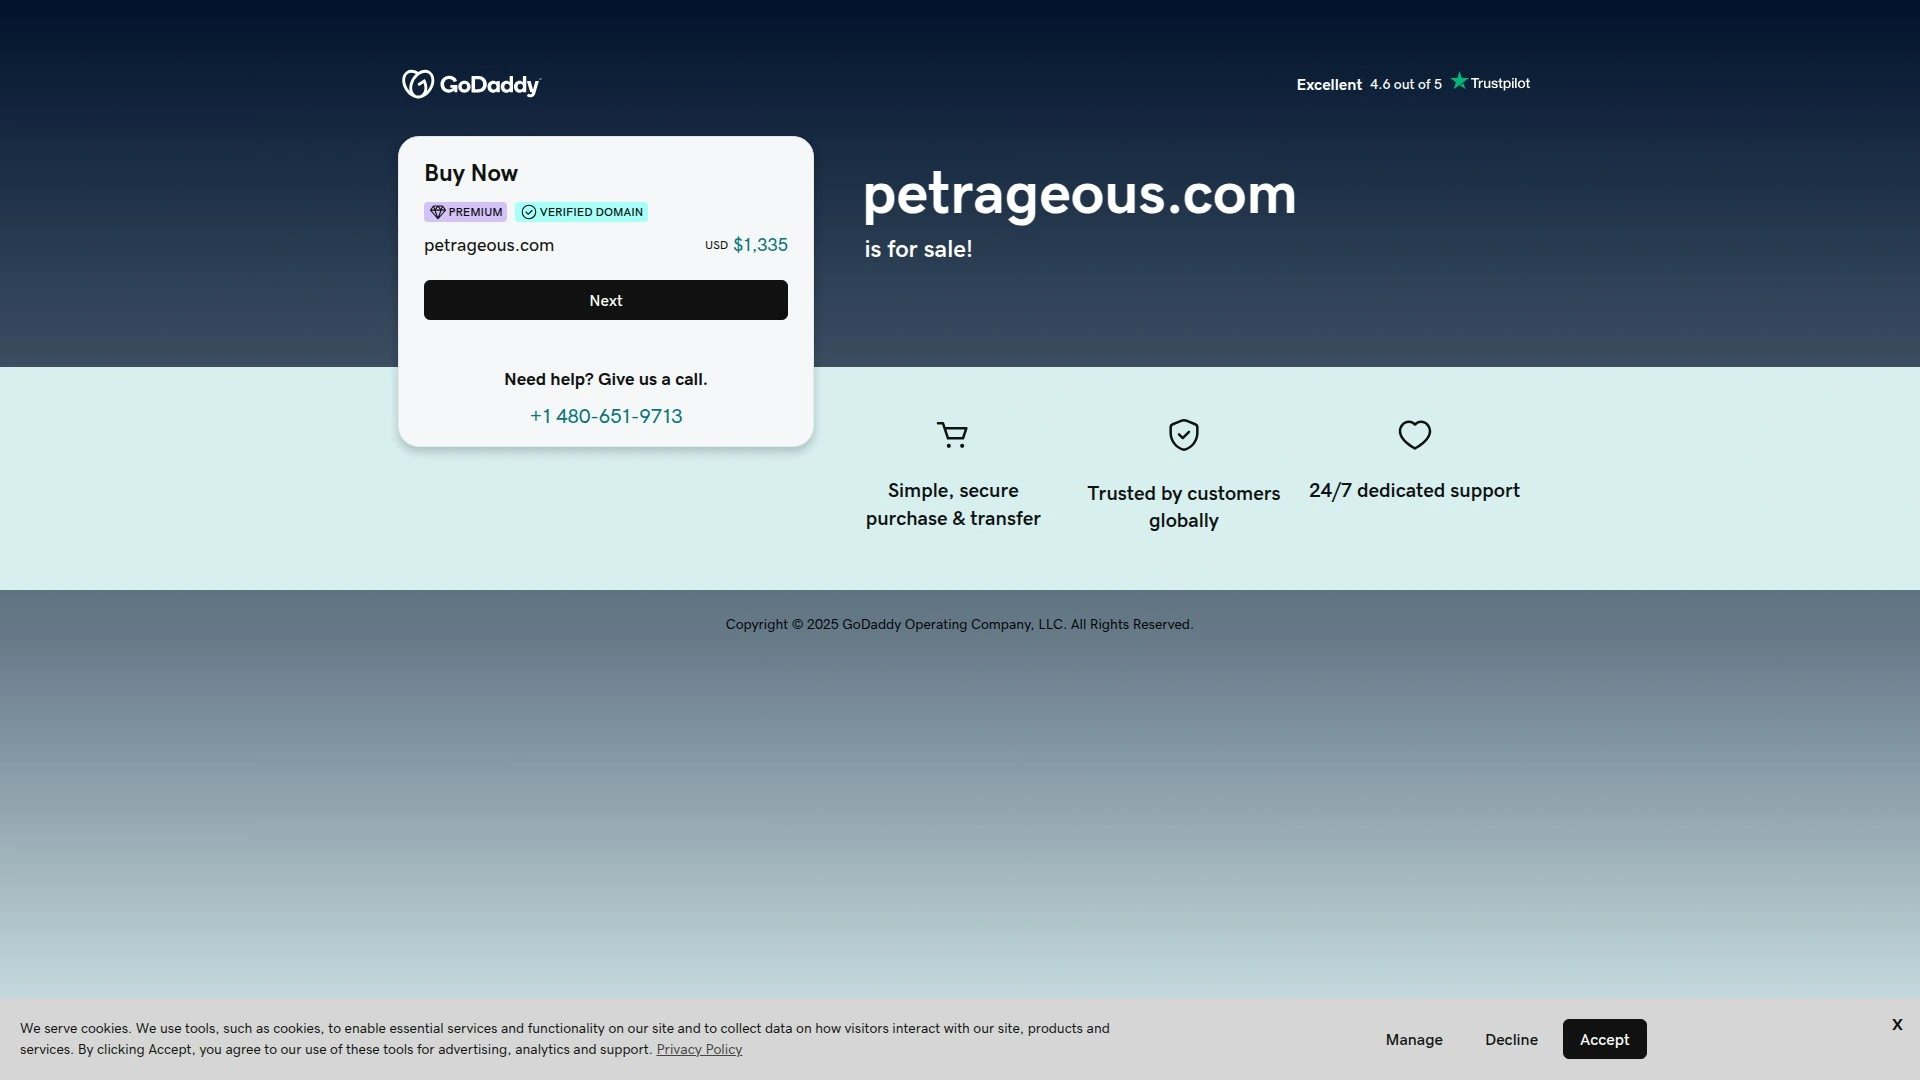 GoDaddy
Excellent 4.6 out of 5 Trustpilot
Buy Now
PREMIUM VERIFIED DOMAIN
petrageous.com USD $1,335
Next
Need help? Give us a call.
+1 480-651-9713
petrageous.com
is for sale!
Simple, secure
purchase & transfer
Trusted by customers
globally
24/7 dedicated support
Copyright © 2025 GoDaddy Operating Company, LLC. All Rights Reserved.
We serve cookies. We use tools, such as cookies, to enable essential services and functionality on our site and to collect data on how visitors interact with our site, products and
services. By clicking Accept, you agree to our use of these tools for advertising, analytics and support. Privacy Policy
Manage Decline Accept
X